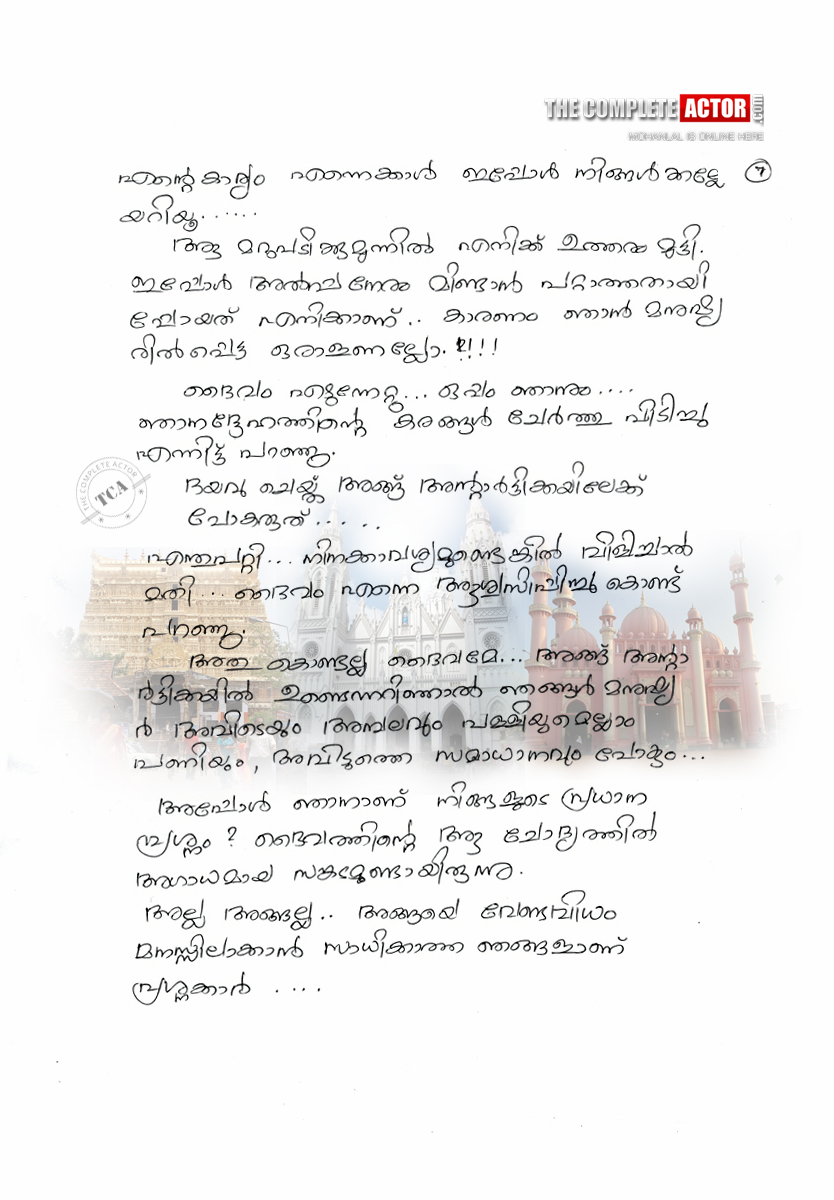 THE COMPLETE ACTOR .COM
MOHANLAL IS ONLINE HERE
എന്റെ കാര്യം എന്നെക്കാൾ ഇപ്പോൾ നിങ്ങൾക്കല്ലേ ൭
യറിയൂ......
ആ മറുപടിക്കുമുന്നിൽ എനിക്ക് ഉത്തരം മുട്ടി.
ഇപ്പോൾ അൽപ്പനേരം മിണ്ടാൻ പറ്റാത്തതായി
പ്പോയത് എനിക്കാണ്.. കാരണം ഞാൻ മനുഷ്യ
രിൽപ്പെട്ട ഒരാളാണല്ലോ.!!!!
ദൈവം എഴുന്നേറ്റു... ഒപ്പം ഞാനും....
ഞാനദ്ദേഹത്തിന്റെ കരങ്ങൾ ചേർത്തു പിടിച്ചു
എന്നിട്ട് പറഞ്ഞു.
THE COMPLETE ACTOR
TCA
ദയവു ചെയ്ത് അങ്ങ് അന്റാർട്ടിക്കയിലേക്ക്
പോകരുത്.....
എന്തുപറ്റി... നിനക്കാവശ്യമുണ്ടെങ്കിൽ വിളിച്ചാൽ
മതി... ദൈവം എന്നെ ആശ്വസിപ്പിച്ചു കൊണ്ട്
പറഞ്ഞു.
അതു കൊണ്ടല്ല ദൈവമേ... അങ്ങ് അന്റാ
ർട്ടിക്കയിൽ ഉണ്ടെന്നറിഞ്ഞാൽ ഞങ്ങൾ മനുഷ്യ
ർ അവിടെയും അമ്പലവും പള്ളിയുമെല്ലാം
പണിയും, അവിടുത്തെ സമാധാനവും പോകും...
അപ്പോൾ ഞാനാണ് നിങ്ങളുടെ പ്രധാന
പ്രശ്നം ? ദൈവത്തിന്റെ ആ ചോദ്യത്തിൽ
അഗാധമായ സങ്കടമുണ്ടായിരുന്നു.
അല്ല അങ്ങല്ല.. അങ്ങയെ വേണ്ടവിധം
മനസ്സിലാക്കാൻ സാധിക്കാത്ത ഞങ്ങളാണ്
പ്രശ്നക്കാർ ....